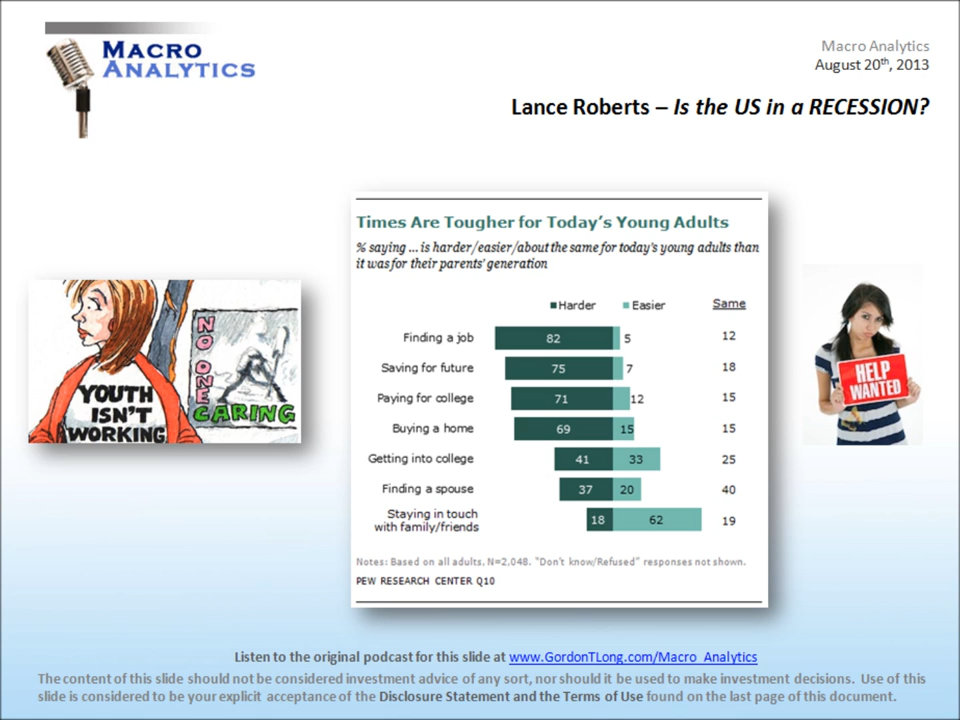 MACRO
ANALYTICS
Macro Analytics
August 20th, 2013
Lance Roberts – Is the US in a RECESSION?
Times Are Tougher for Today's Young Adults
% saying ... is harder/easier/about the same for today's young adults than
it was for their parents' generation
Harder Easier Same
Finding a job 82 5 12
Saving for future 75 7 18
Paying for college 71 12 15
Buying a home 69 15 15
Getting into college 41 33 25
Finding a spouse 37 20 40
Staying in touch
with family/friends 18 62 19
Notes: Based on all adults, N=2,048. "Don't know/Refused" responses not shown.
PEW RESEARCH CENTER Q10
YOUTH
ISN'T
WORKING
NO ONE
CARING
HELP
WANTED
Listen to the original podcast for this slide at www.GordonTLong.com/Macro_Analytics
The content of this slide should not be considered investment advice of any sort, nor should it be used to make investment decisions. Use of this
slide is considered to be your explicit acceptance of the Disclosure Statement and the Terms of Use found on the last page of this document.